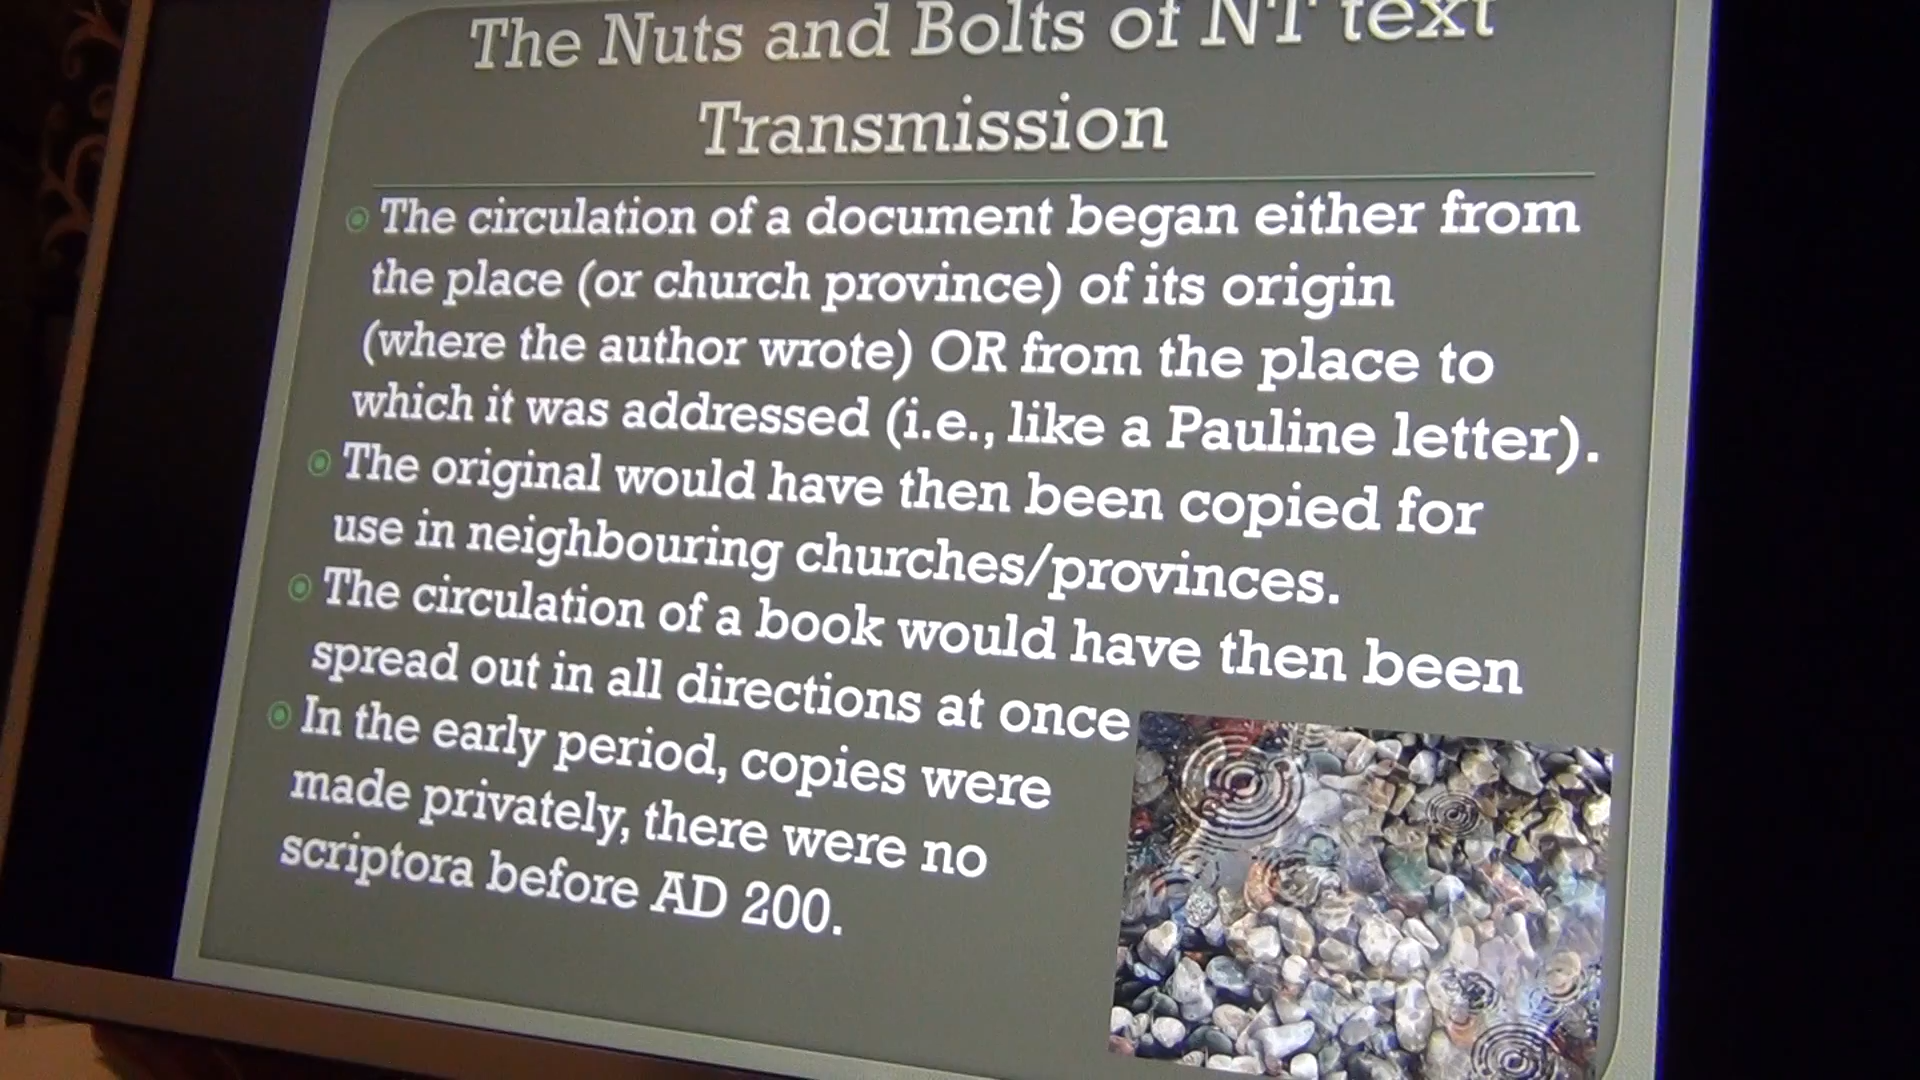 The Nuts and Bolts of NT text
Transmission
The circulation of a document began either from
the place (or church province) of its origin
(where the author wrote) OR from the place to
which it was addressed (i.e., like a Pauline letter).
The original would have then been copied for
use in neighbouring churches/provinces.
The circulation of a book would have then been
spread out in all directions at once
In the early period, copies were
made privately, there were no
scriptora before AD 200.